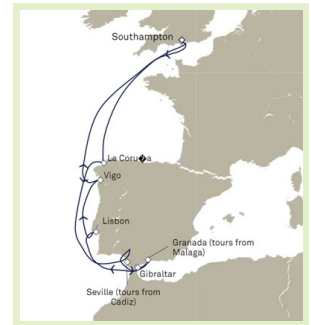 Southampton
La Coru�a
Vigo
Lisbon
Granada (tours from
Malaga)
Gibraltar
Seville (tours from
Cadiz)